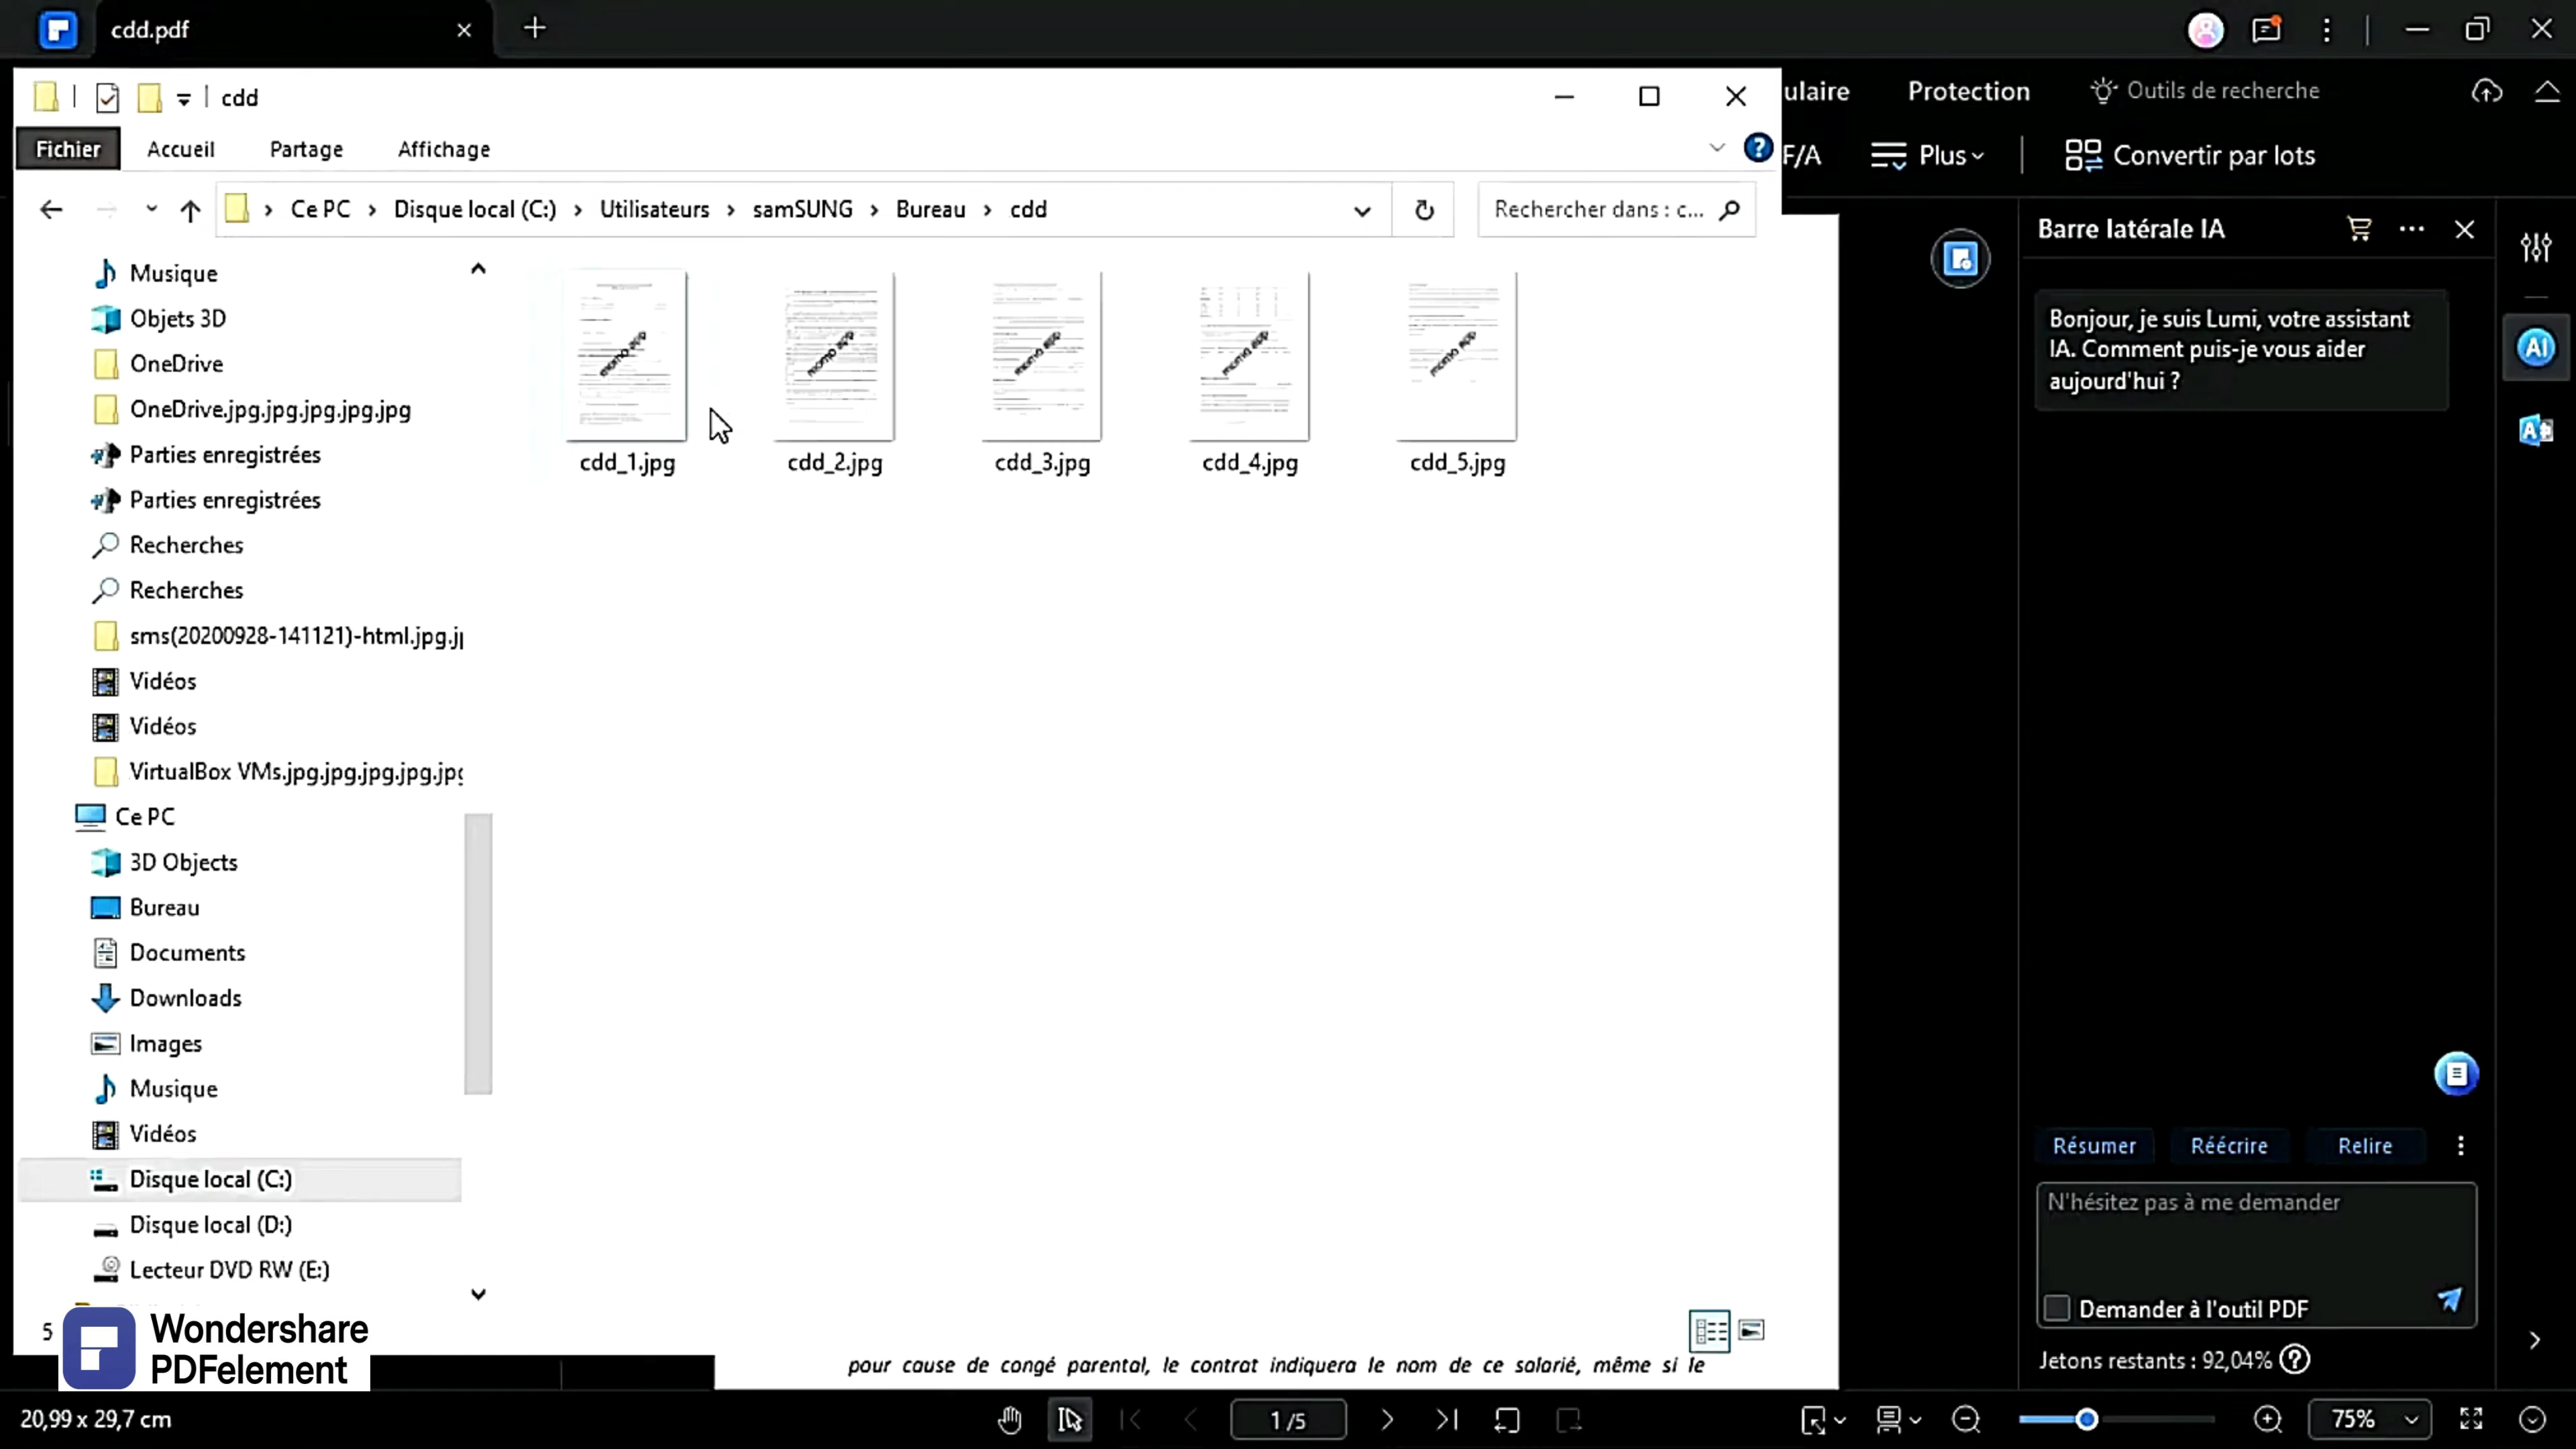 cdd.pdf
cdd
Fichier
Accueil
Partage
Affichage
ulaire
Protection
Outils de recherche
F/A
Plus
Convertir par lots
Ce PC
Disque local (C:)
Utilisateurs
samSUNG
Bureau
cdd
Rechercher dans : c...
Musique
Objets 3D
OneDrive
OneDrive.jpg.jpg.jpg.jpg.jpg
Parties enregistrées
Parties enregistrées
Recherches
Recherches
sms(20200928-141121)-html.jpg.j
Vidéos
Vidéos
VirtualBox VMs.jpg.jpg.jpg.jpg.jpg
Ce PC
3D Objects
Bureau
Documents
Downloads
Images
Musique
Vidéos
Disque local (C:)
Disque local (D:)
Lecteur DVD RW (E:)
5
cdd_1.jpg
cdd_2.jpg
cdd_3.jpg
cdd_4.jpg
cdd_5.jpg
Barre latérale IA
Bonjour, je suis Lumi, votre assistant
IA. Comment puis-je vous aider
aujourd'hui ?
AI
Résumer
Réécrire
Relire
N'hésitez pas à me demander
Demander à l'outil PDF
Jetons restants : 92,04%
Wondershare
PDFelement
pour cause de congé parental, le contrat indiquera le nom de ce salarié, même si le
20,99 x 29,7 cm
1 /5
75%